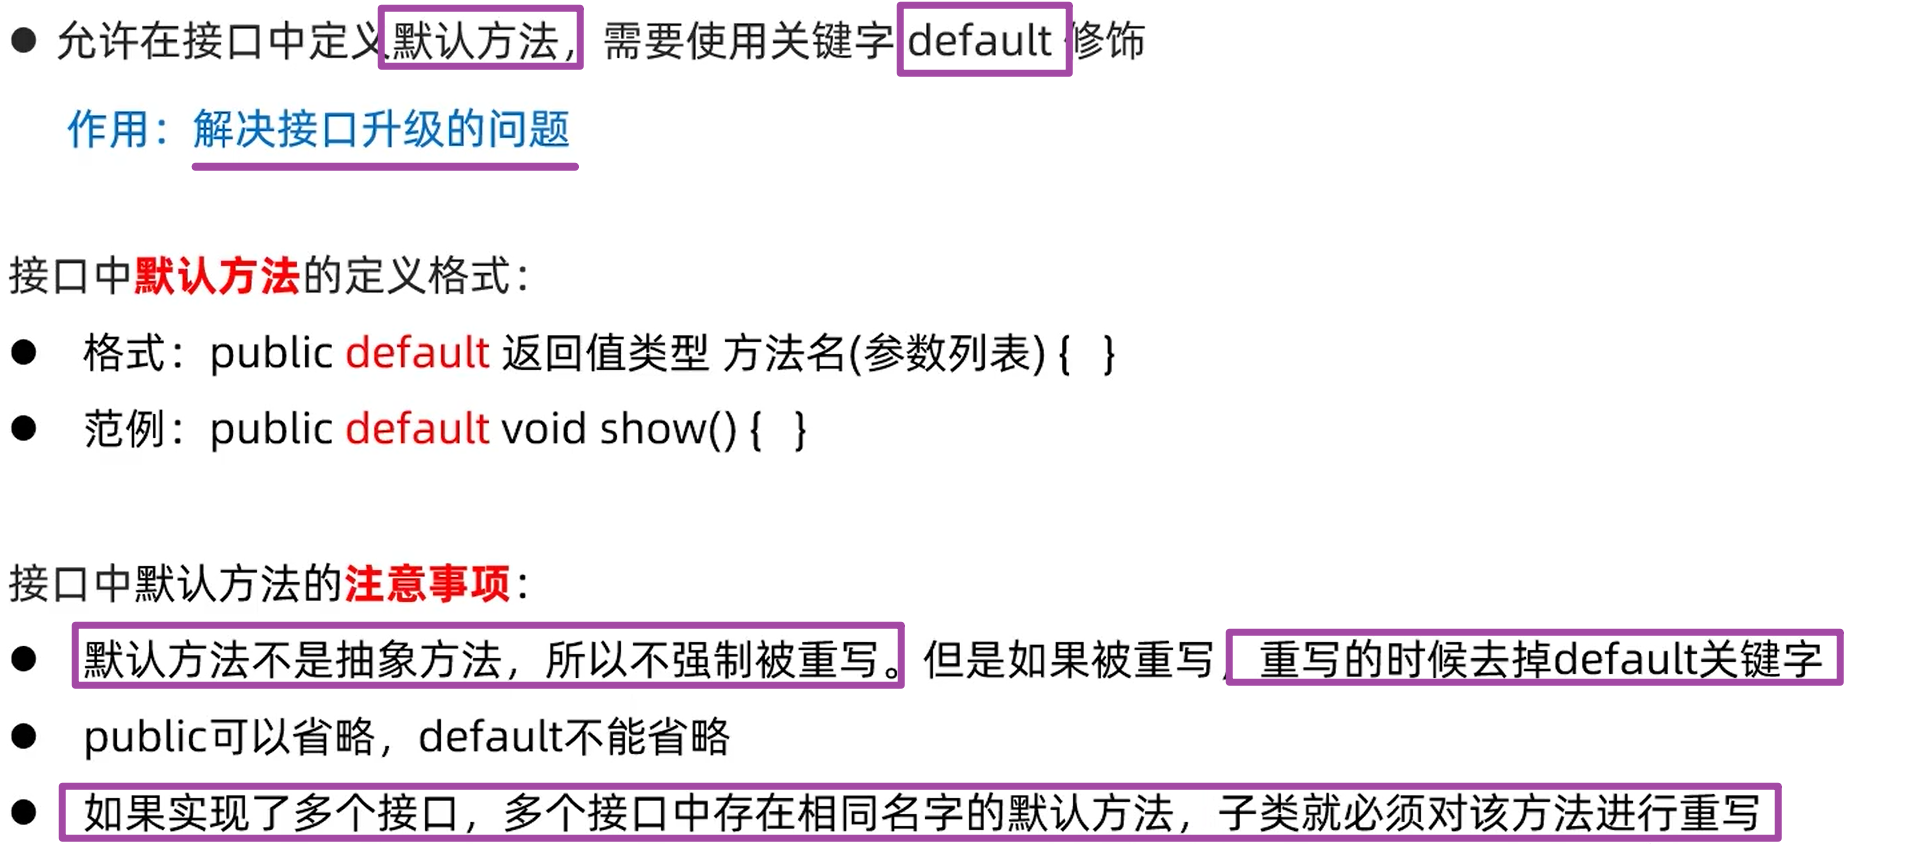 ● 允许在接口中定义默认方法，需要使用关键字 default 修饰
作用：解决接口升级的问题
接口中默认方法的定义格式：
● 格式：public default 返回值类型 方法名(参数列表) { }
● 范例：public default void show() { }
接口中默认方法的注意事项：
● 默认方法不是抽象方法，所以不强制被重写。但是如果被重写，重写的时候去掉default关键字
● public可以省略，default不能省略
● 如果实现了多个接口，多个接口中存在相同名字的默认方法，子类就必须对该方法进行重写